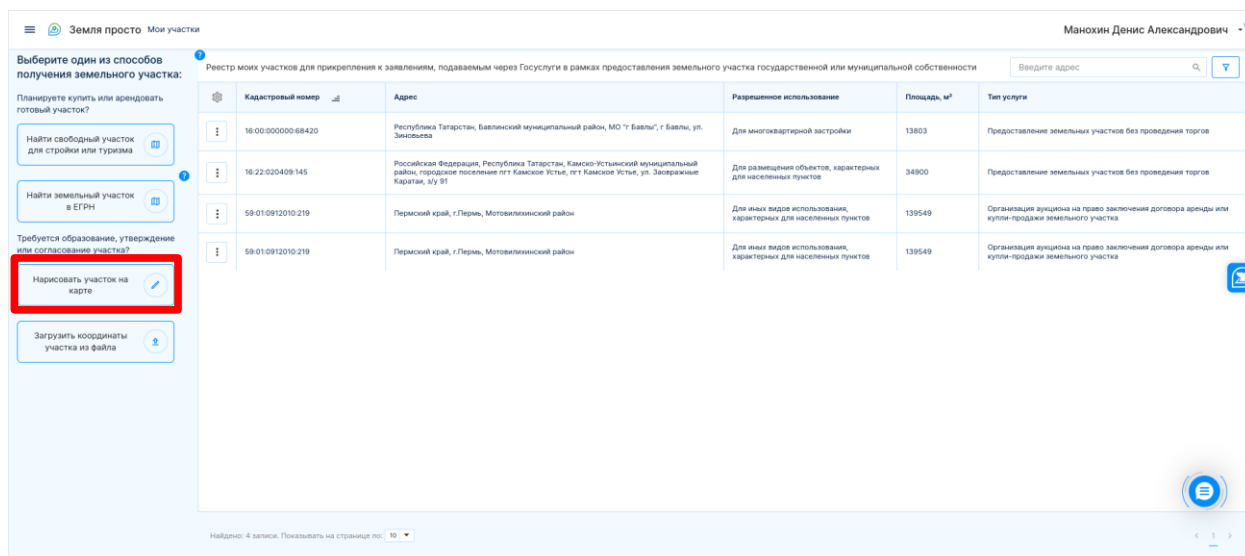 Земля просто Мои участки
Манохин Денис Александрович
Выберите один из способов
получения земельного участка:
Планируете купить или арендовать
готовый участок?
Найти свободный участок
для стройки или туризма
?
Найти земельный участок
в ЕГРН
Требуется образование, утверждение
или согласование участка?
Нарисовать участок на
карте
Загрузить координаты
участка из файла
?
Реестр моих участков для прикрепления к заявлениям, подаваемым через Госуслуги в рамках предоставления земельного участка государственной или муниципальной собственности
Введите адрес
Кадастровый номер Адрес Разрешенное использование Площадь, м² Тип услуги
16:00:000000:68420
Республика Татарстан, Бавлинский муниципальный район, МО "г Бавлы", г Бавлы, ул.
Зиновьева
Для многоквартирной застройки
13803
Предоставление земельных участков без проведения торгов
16:22:020409:145
Российская Федерация, Республика Татарстан, Камско-Устьинский муниципальный
район, городское поселение пгт Камское Устье, пгт Камское Устье, ул. Заовражные
Каратаи, з/у 91
Для размещения объектов, характерных
для населенных пунктов
34900
Предоставление земельных участков без проведения торгов
59:01:0912010:219
Пермский край, г.Пермь, Мотовилихинский район
Для иных видов использования,
характерных для населенных пунктов
139549
Организация аукциона на право заключения договора аренды или
купли-продажи земельного участка
59:01:0912010:219
Пермский край, г.Пермь, Мотовилихинский район
Для иных видов использования,
характерных для населенных пунктов
139549
Организация аукциона на право заключения договора аренды или
купли-продажи земельного участка
Найдено: 4 записи. Показывать на странице по: 10
1